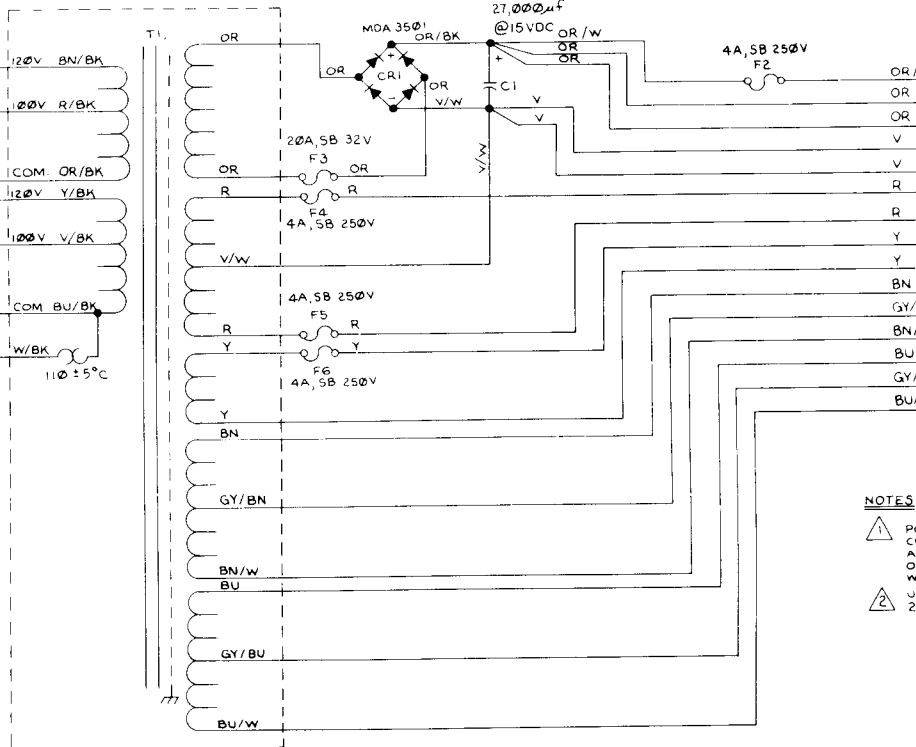 27,000µf
@15VDC
MDA 3501
OR/BK
OR/W
OR
OR
4A, SB 250V
F2
T1.
OR
OR
+
CR1
-
OR
+
C1
V/W
V
V
V/W
OR/
OR
OR
V
V
R
R
Y
Y
BN
GY/
BN/
BU
GY/
BU/
120V BN/BK
100V R/BK
COM. OR/BK
120V Y/BK
100V V/BK
COM BU/BK
W/BK
110 ±5°C
20A, SB 32V
OR
F3
OR
R
R
F4
4A, SB 250V
V/W
4A, SB 250V
F5
R
R
Y
Y
F6
4A, SB 250V
Y
BN
GY/BN
BN/W
BU
GY/BU
BU/W
NOTES
1
2
2